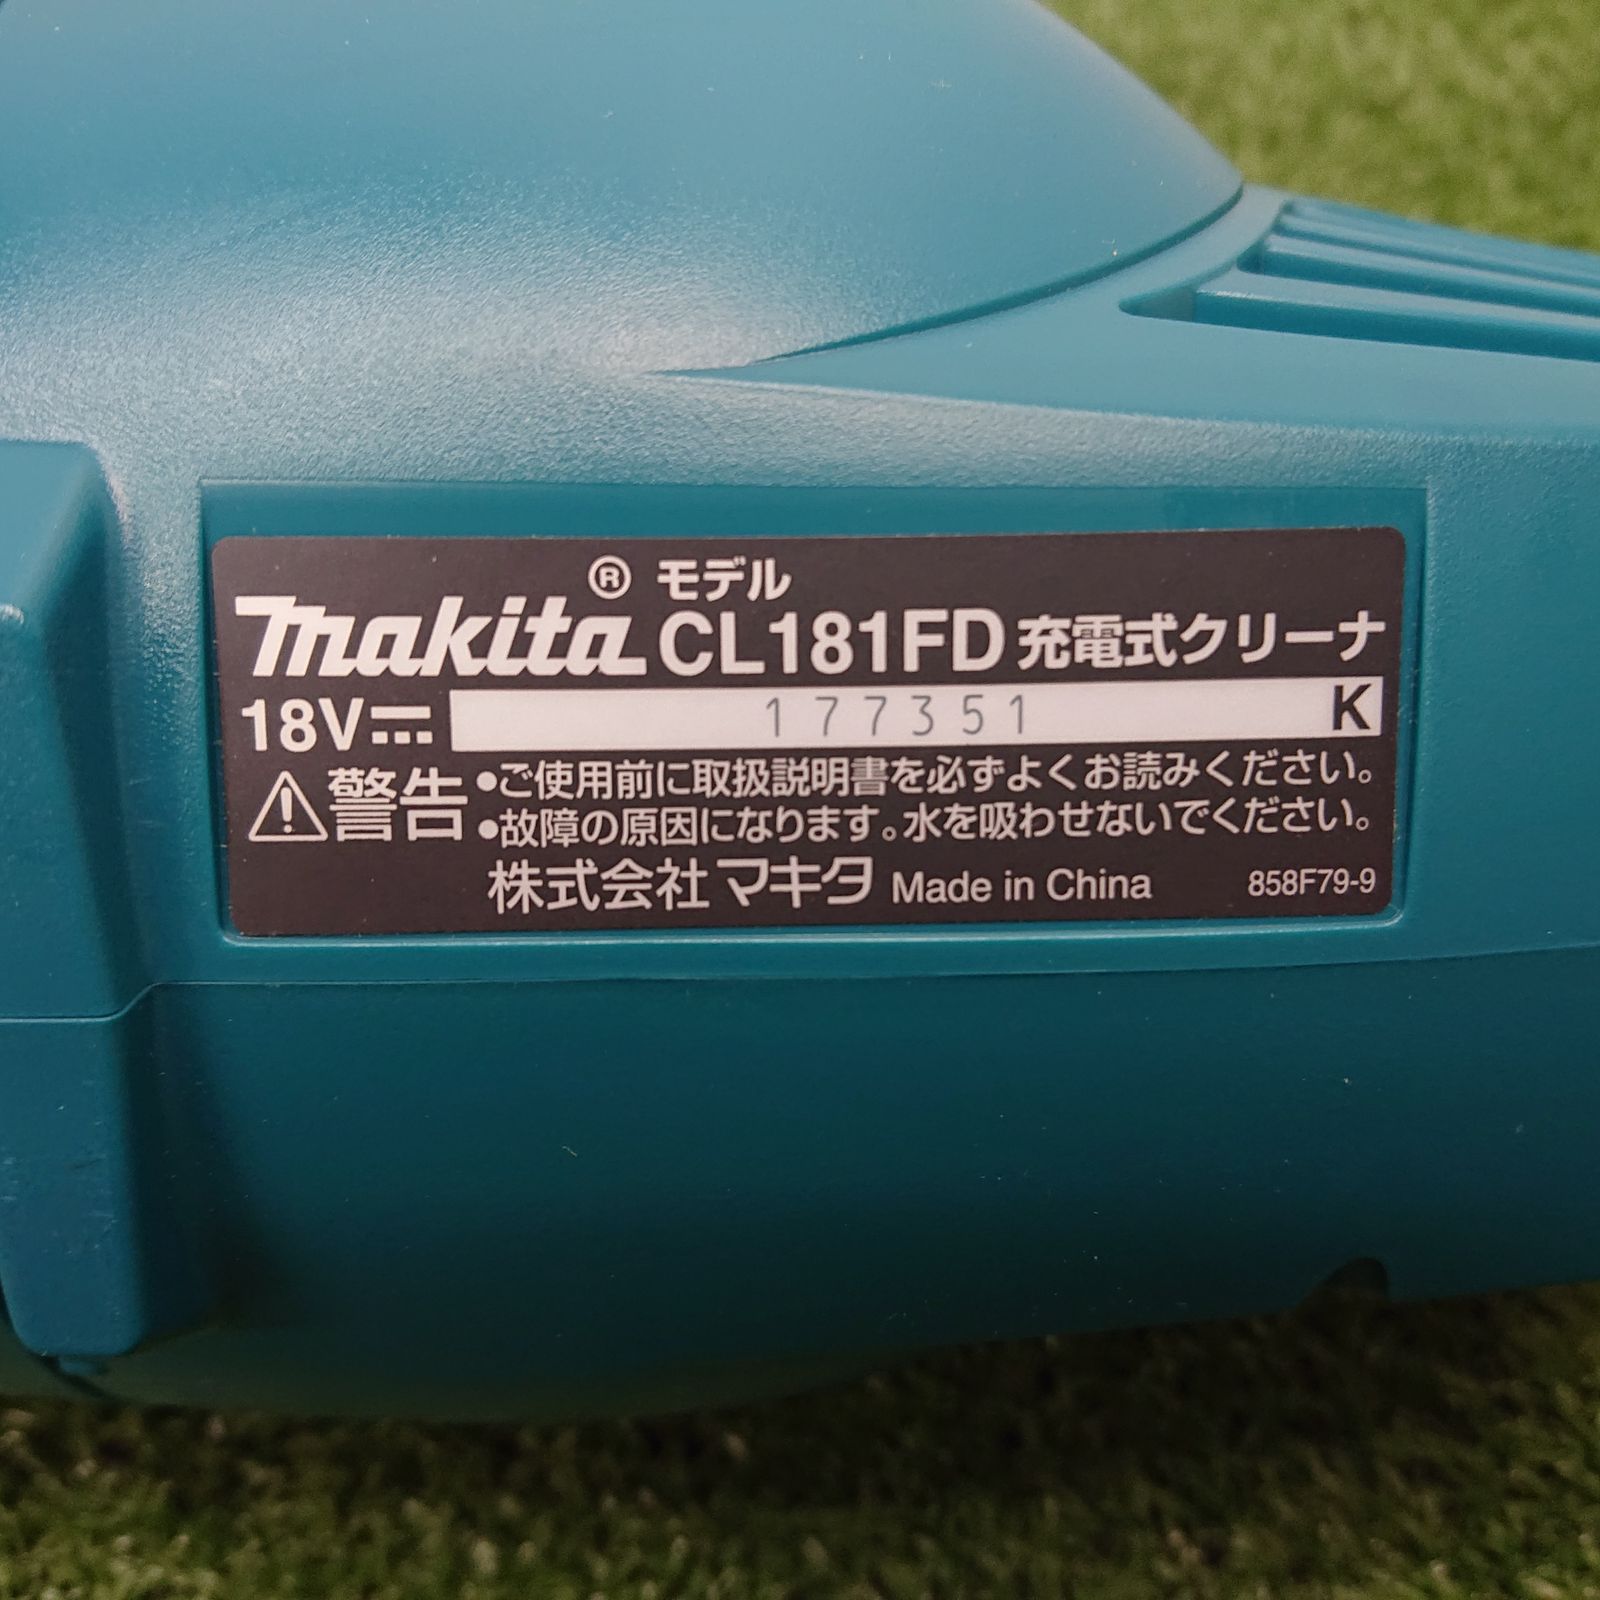 makita® モデル CL181FD 充電式クリーナ
18V⎓ 177351 K
⚠警告 •ご使用前に取扱説明書を必ずよくお読みください。
•故障の原因になります。水を吸わせないでください。
株式会社マキタ Made in China 858F79-9